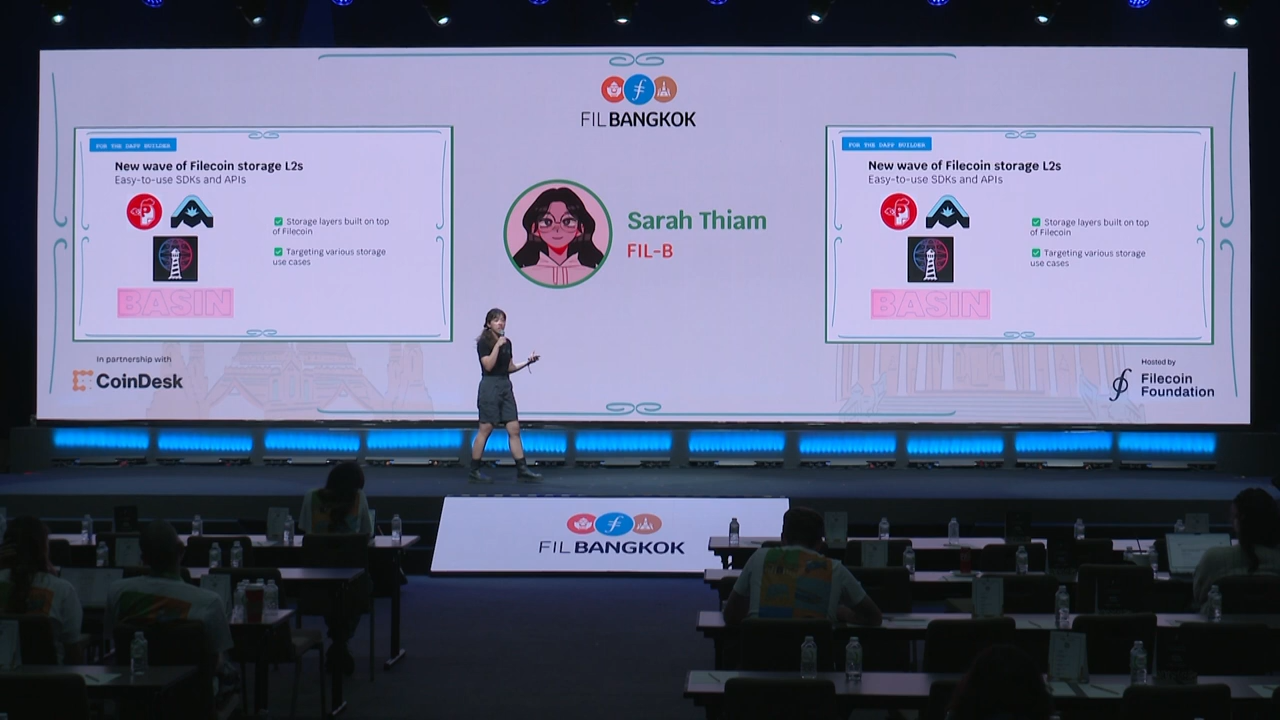 FIL BANGKOK
FOR THE DAPP BUILDER
New wave of Filecoin storage L2s
Easy-to-use SDKs and APIs
Storage layers built on top
of Filecoin
Targeting various storage
use cases
BASIN
Sarah Thiam
FIL-B
FOR THE DAPP BUILDER
New wave of Filecoin storage L2s
Easy-to-use SDKs and APIs
Storage layers built on top
of Filecoin
Targeting various storage
use cases
BASIN
In partnership with
CoinDesk
Hosted by
Filecoin
Foundation
FIL BANGKOK